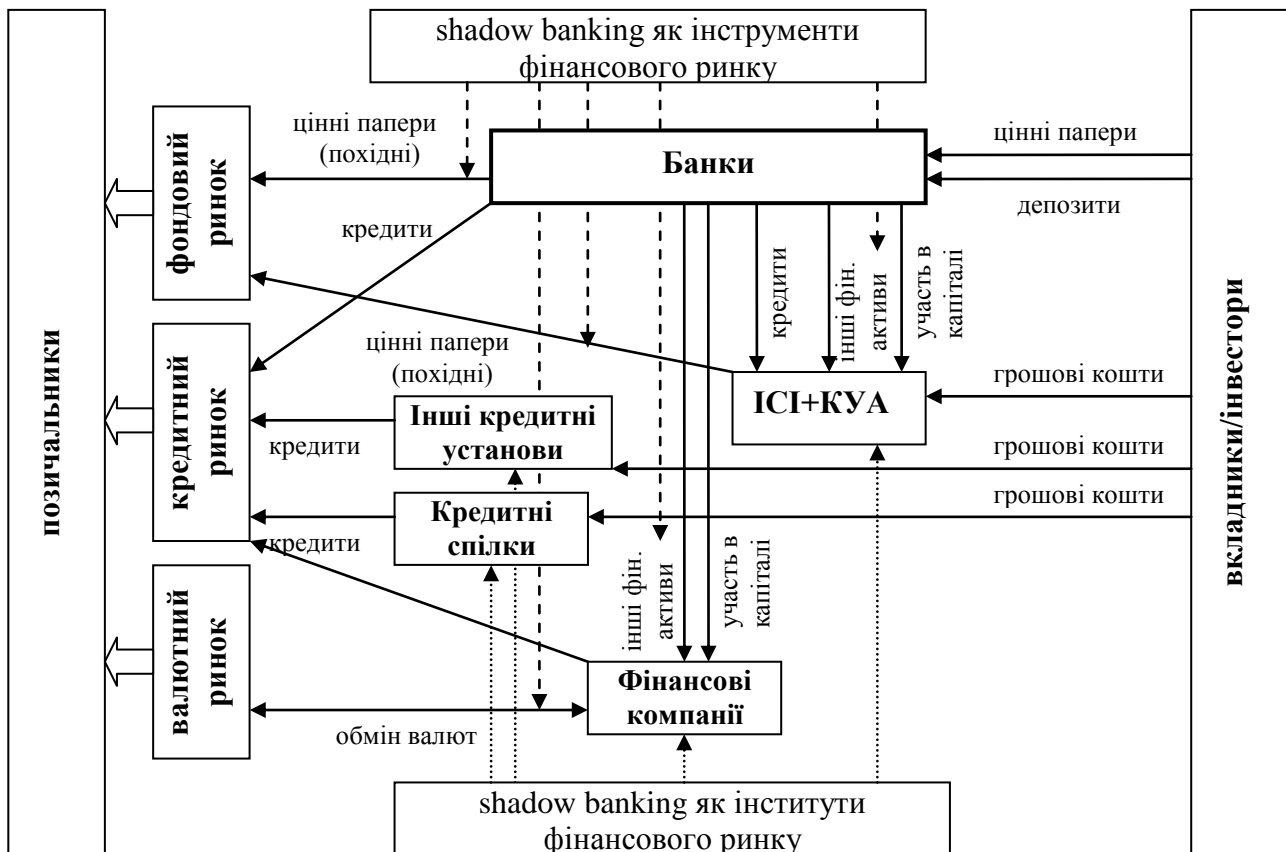 shadow banking як інструменти
фінансового ринку
позичальники
фондовий
ринок
цінні папери
(похідні)
Банки
цінні папери
депозити
кредити
кредити
інші фін.
активи
участь в
капіталі
вкладники/інвестори
кредитний
ринок
цінні папери
(похідні)
ІСІ+КУА
грошові кошти
Інші кредитні
установи
кредити
грошові кошти
Кредитні
спілки
грошові кошти
кредити
інші фін.
активи
участь в
капіталі
валютний
ринок
Фінансові
компанії
обмін валют
shadow banking як інститути
фінансового ринку